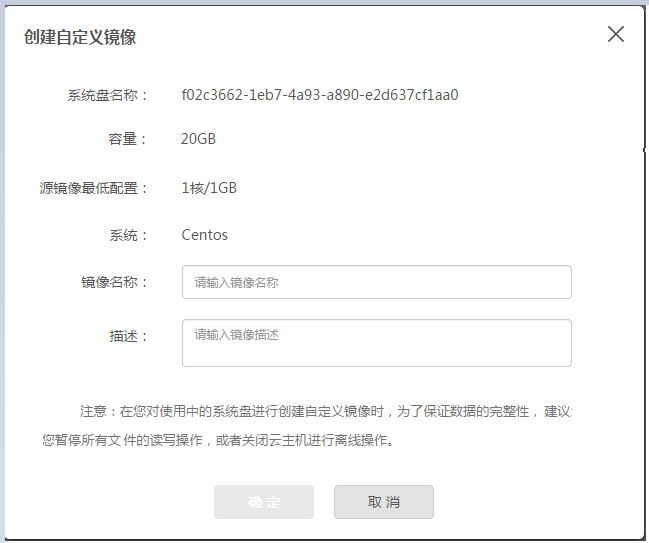 创建自定义镜像
系统盘名称： f02c3662-1eb7-4a93-a890-e2d637cf1aa0
容量： 20GB
源镜像最低配置： 1核/1GB
系统： Centos
镜像名称： 请输入镜像名称
描述： 请输入镜像描述
注意：在您对使用中的系统盘进行创建自定义镜像时，为了保证数据的完整性， 建议
您暂停所有文件的读写操作，或者关闭云主机进行离线操作。
确 定 取 消